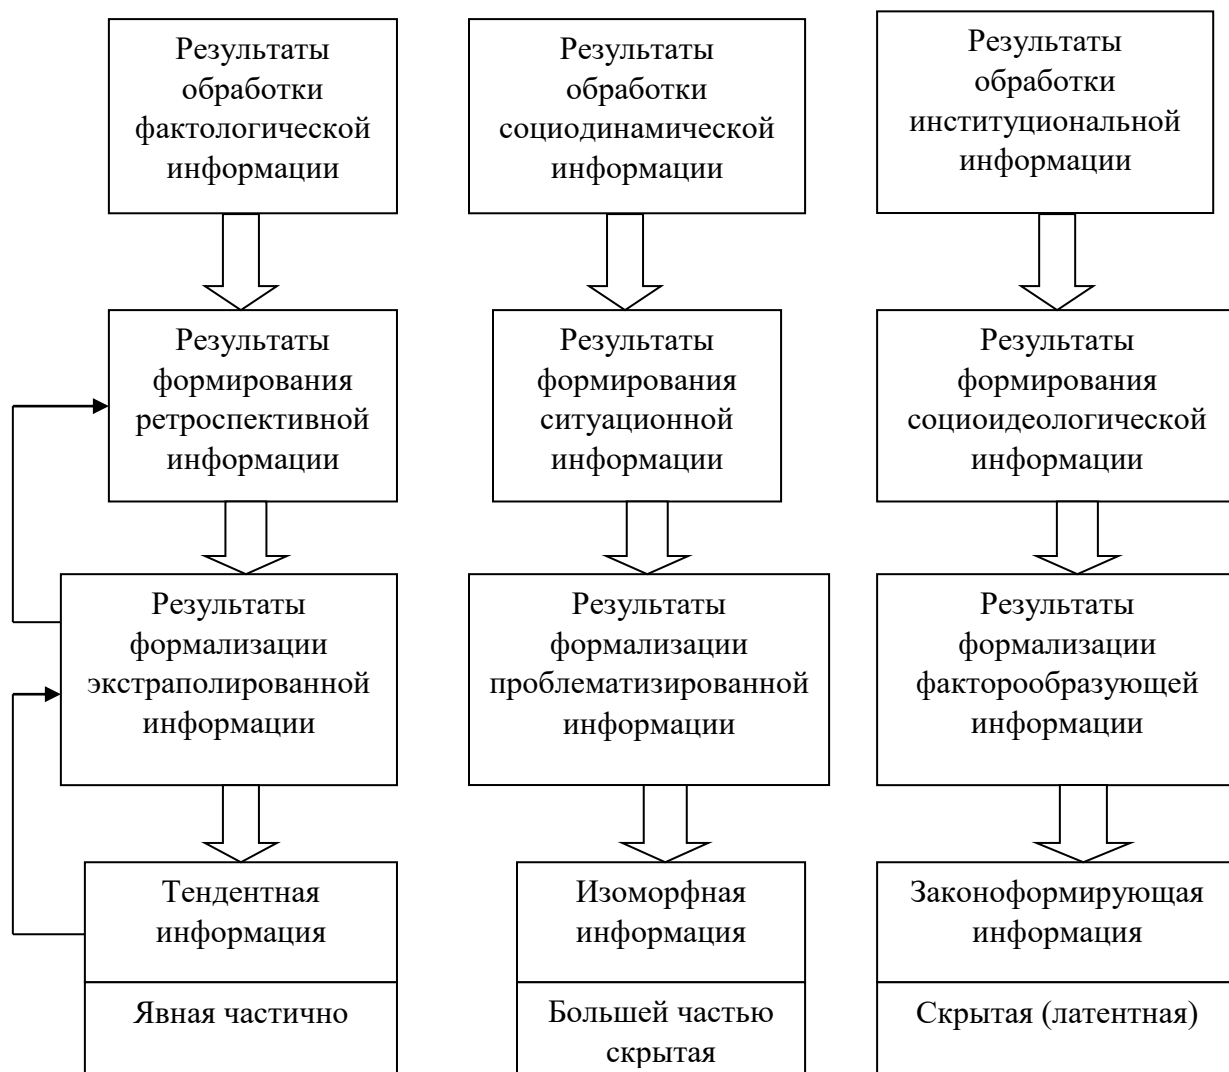 Результаты
обработки
фактологической
информации
Результаты
обработки
социодинамической
информации
Результаты
обработки
институциональной
информации
Результаты
формирования
ретроспективной
информации
Результаты
формирования
ситуационной
информации
Результаты
формирования
социоидеологической
информации
Результаты
формализации
экстраполированной
информации
Результаты
формализации
проблематизированной
информации
Результаты
формализации
факторообразующей
информации
Тендентная
информация
Изоморфная
информация
Законоформирующая
информация
Явная частично
Большей частью
скрытая
Скрытая (латентная)